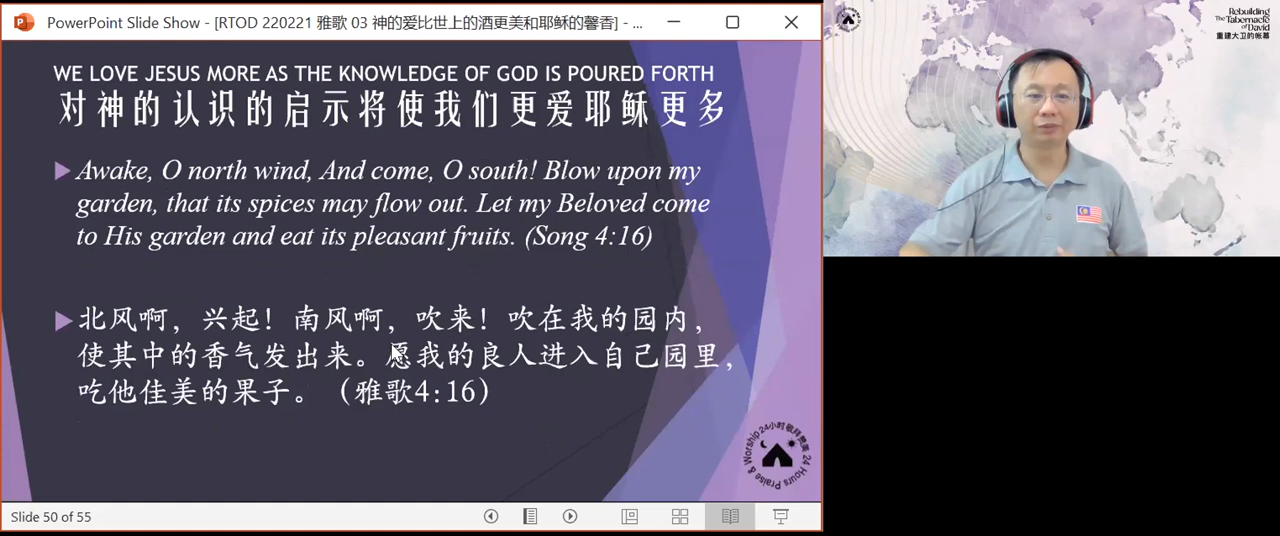 PowerPoint Slide Show - [RTOD 220221 雅歌 03 神的爱比世上的酒更美和耶稣的馨香] - ...
WE LOVE JESUS MORE AS THE KNOWLEDGE OF GOD IS POURED FORTH
对神的认识的启示将使我们更爱耶稣更多
Awake, O north wind, And come, O south! Blow upon my
garden, that its spices may flow out. Let my Beloved come
to His garden and eat its pleasant fruits. (Song 4:16)
北风啊，兴起！南风啊，吹来！吹在我的园内，
使其中的香气发出来。愿我的良人进入自己园里，
吃他佳美的果子。（雅歌4:16）
24小时敬拜赞美 24 Hours Praise & Worship
Slide 50 of 55
Rebuilding
The Tabernacle
of David
重建大卫的帐幕